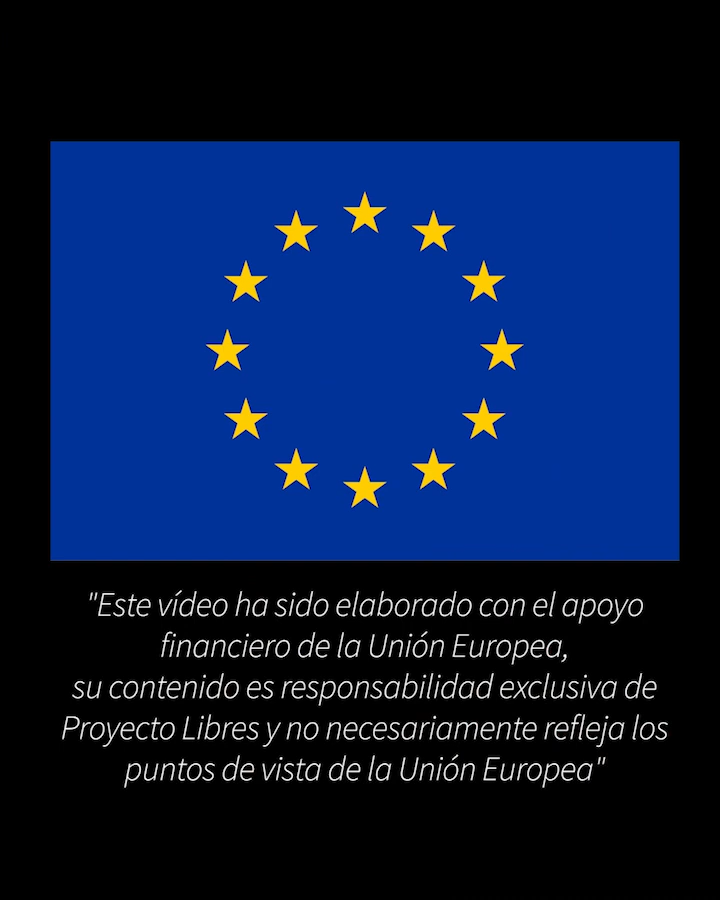 "Este vídeo ha sido elaborado con el apoyo
financiero de la Unión Europea,
su contenido es responsabilidad exclusiva de
Proyecto Libres y no necesariamente refleja los
puntos de vista de la Unión Europea"